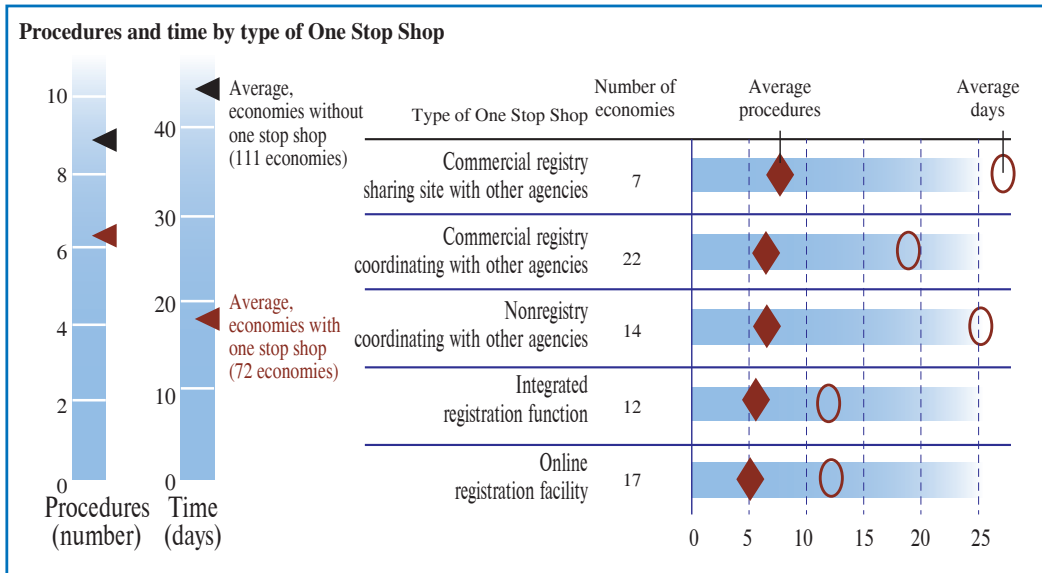 Procedures and time by type of One Stop Shop
10
8
6
4
2
0
Procedures
(number)
40
30
20
10
0
Time
(days)
Average,
economies without
one stop shop
(111 economies)
Average,
economies with
one stop shop
(72 economies)
Type of One Stop Shop
Number of
economies
Average
procedures
Average
days
Commercial registry
sharing site with other agencies
7
Commercial registry
coordinating with other agencies
22
Nonregistry
coordinating with other agencies
14
Integrated
registration function
12
Online
registration facility
17
0 5 10 15 20 25